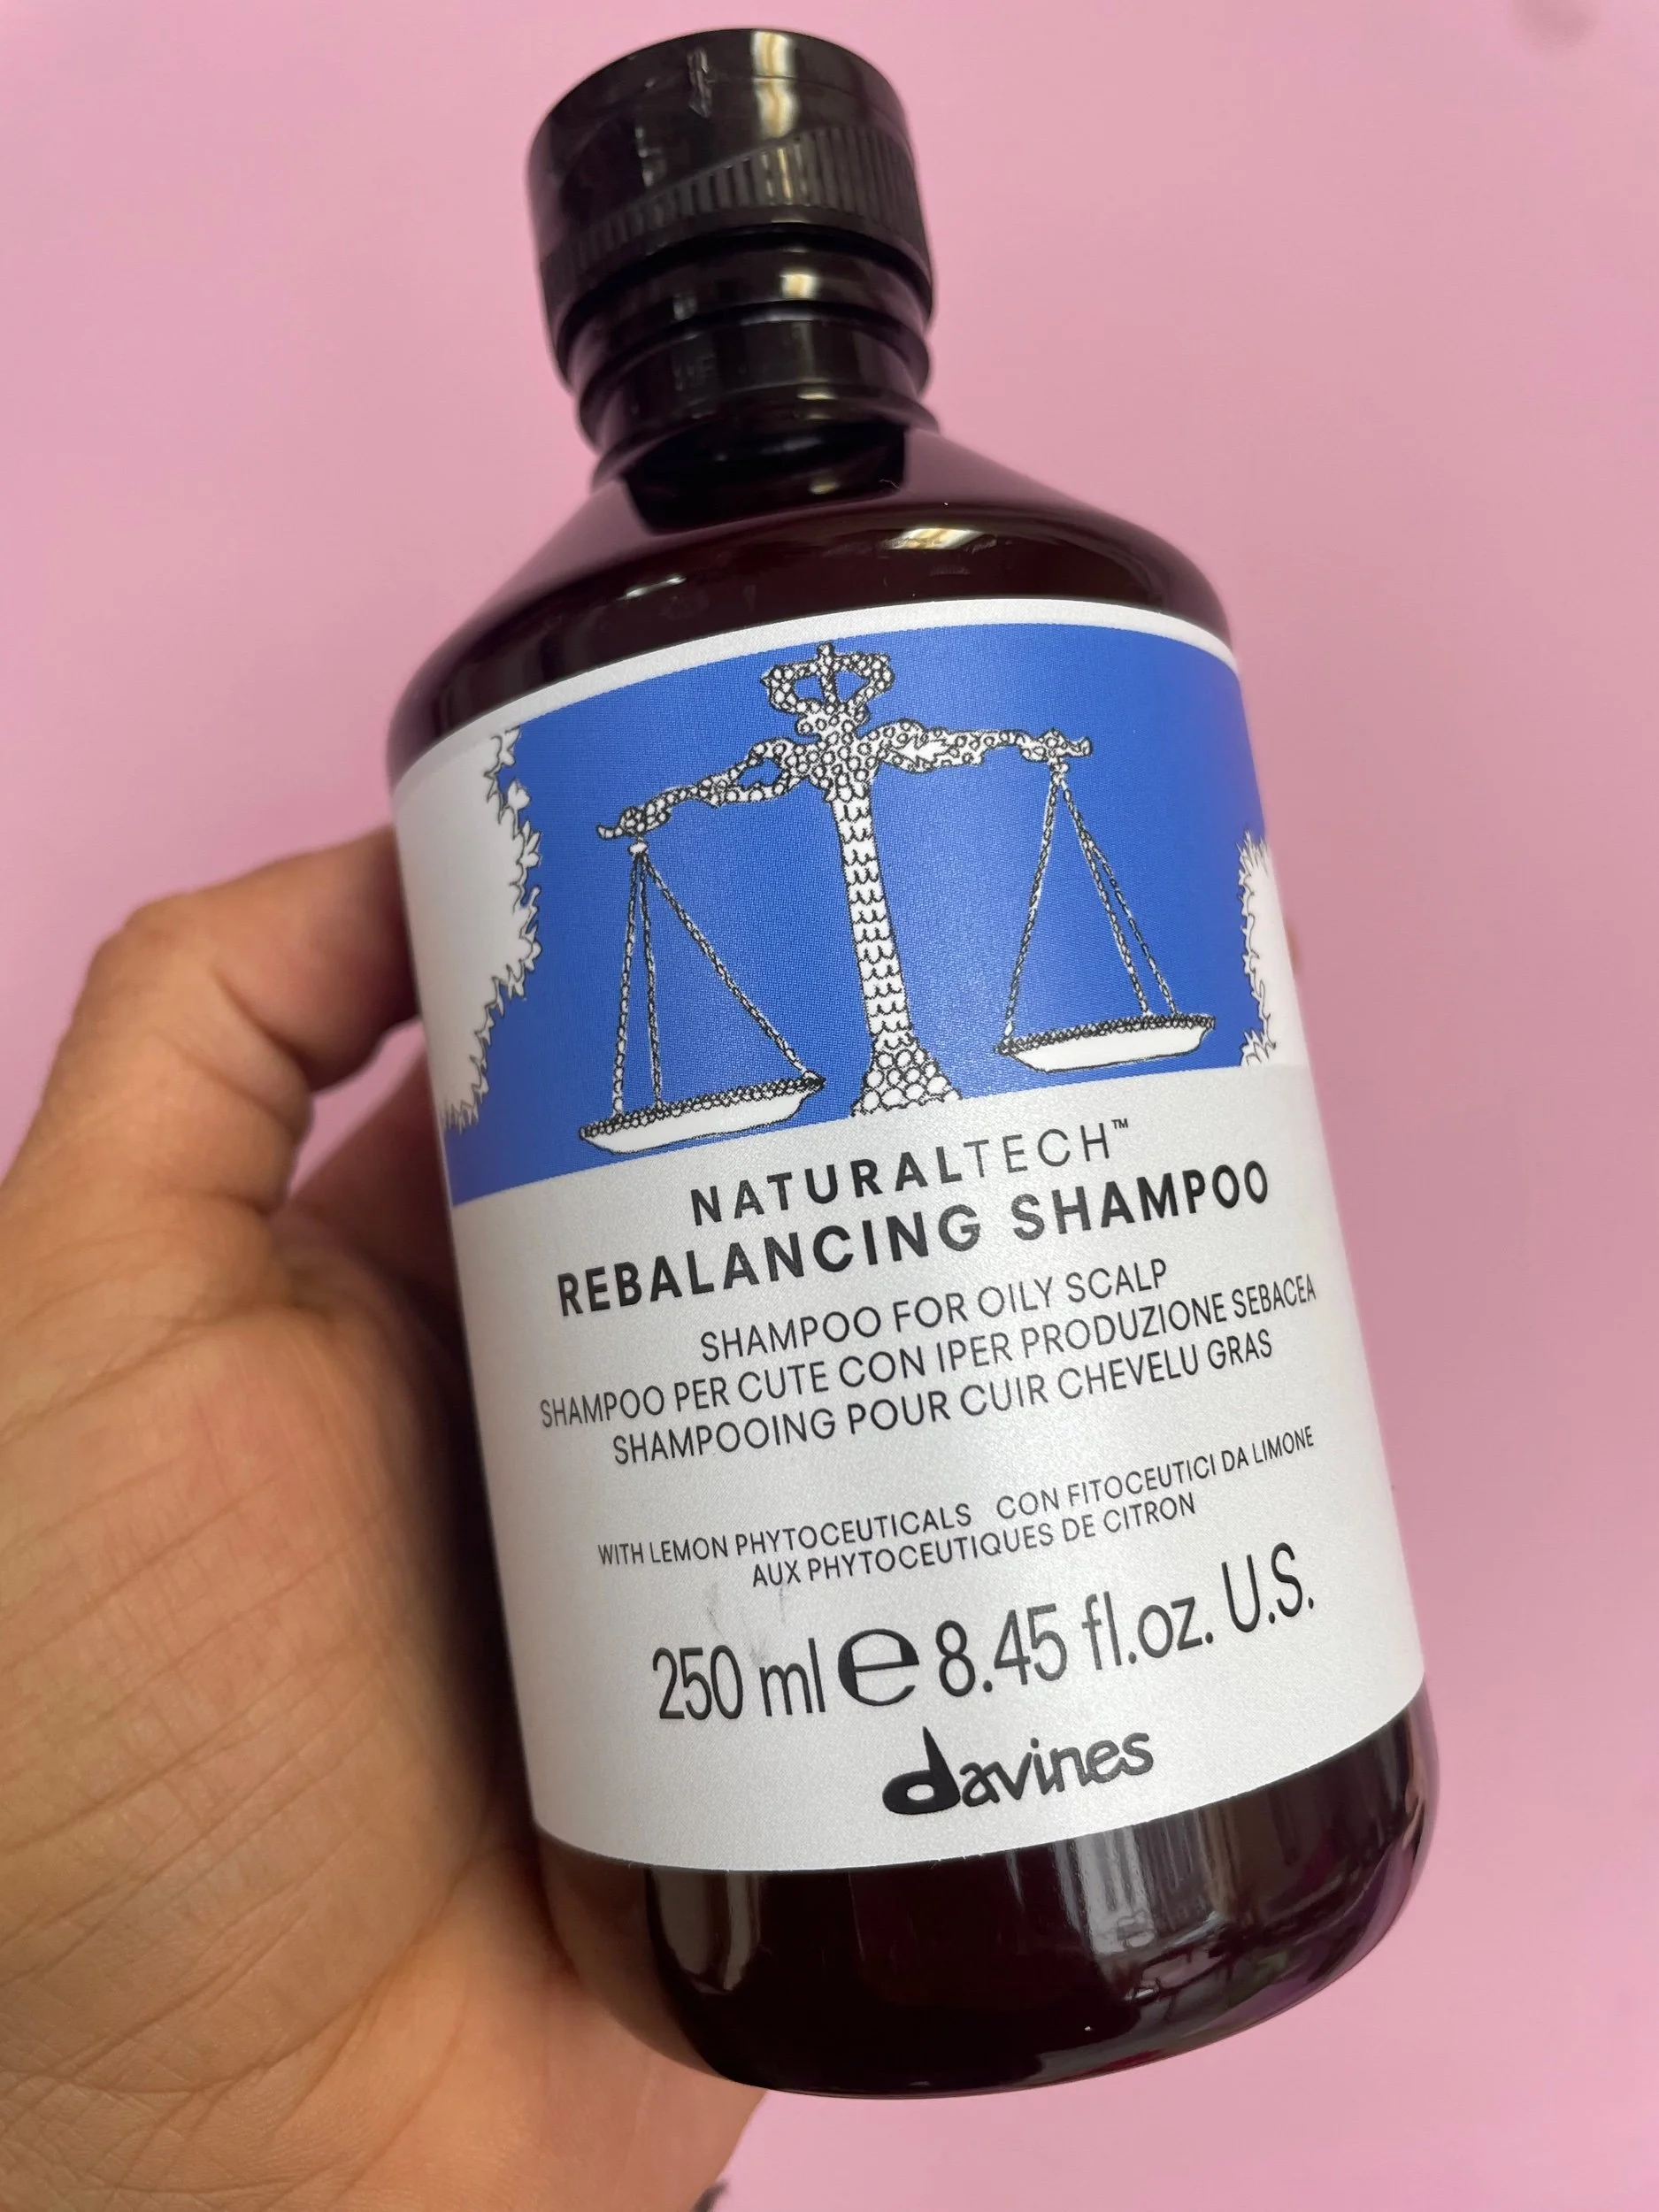 NATURALTECH™
REBALANCING SHAMPOO
SHAMPOO FOR OILY SCALP
SHAMPOO PER CUTE CON IPER PRODUZIONE SEBACEA
SHAMPOOING POUR CUIR CHEVELU GRAS
WITH LEMON PHYTOCEUTICALS CON FITOCEUTICI DA LIMONE
AUX PHYTOCEUTIQUES DE CITRON
250 ml e 8.45 fl.oz. U.S.
davines